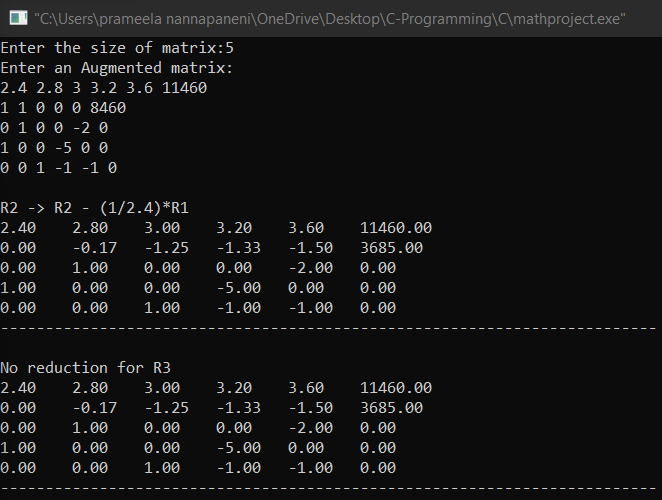 "C:\Users\prameela nannapaneni\OneDrive\Desktop\C-Programming\C\mathproject.exe"
Enter the size of matrix:5
Enter an Augmented matrix:
2.4 2.8 3 3.2 3.6 11460
1 1 0 0 0 8460
0 1 0 0 -2 0
1 0 0 -5 0 0
0 0 1 -1 -1 0
R2 -> R2 - (1/2.4)*R1
2.40 2.80 3.00 3.20 3.60 11460.00
0.00 -0.17 -1.25 -1.33 -1.50 3685.00
0.00 1.00 0.00 0.00 -2.00 0.00
1.00 0.00 0.00 -5.00 0.00 0.00
0.00 0.00 1.00 -1.00 -1.00 0.00
-------------------------------------------------------------------------
No reduction for R3
2.40 2.80 3.00 3.20 3.60 11460.00
0.00 -0.17 -1.25 -1.33 -1.50 3685.00
0.00 1.00 0.00 0.00 -2.00 0.00
1.00 0.00 0.00 -5.00 0.00 0.00
0.00 0.00 1.00 -1.00 -1.00 0.00
-------------------------------------------------------------------------